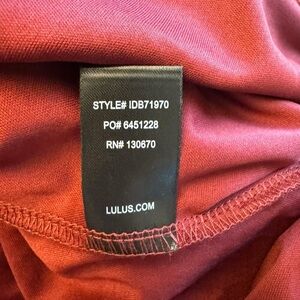 STYLE# IDB71970
PO# 6451228
RN# 130670
LULUS.COM